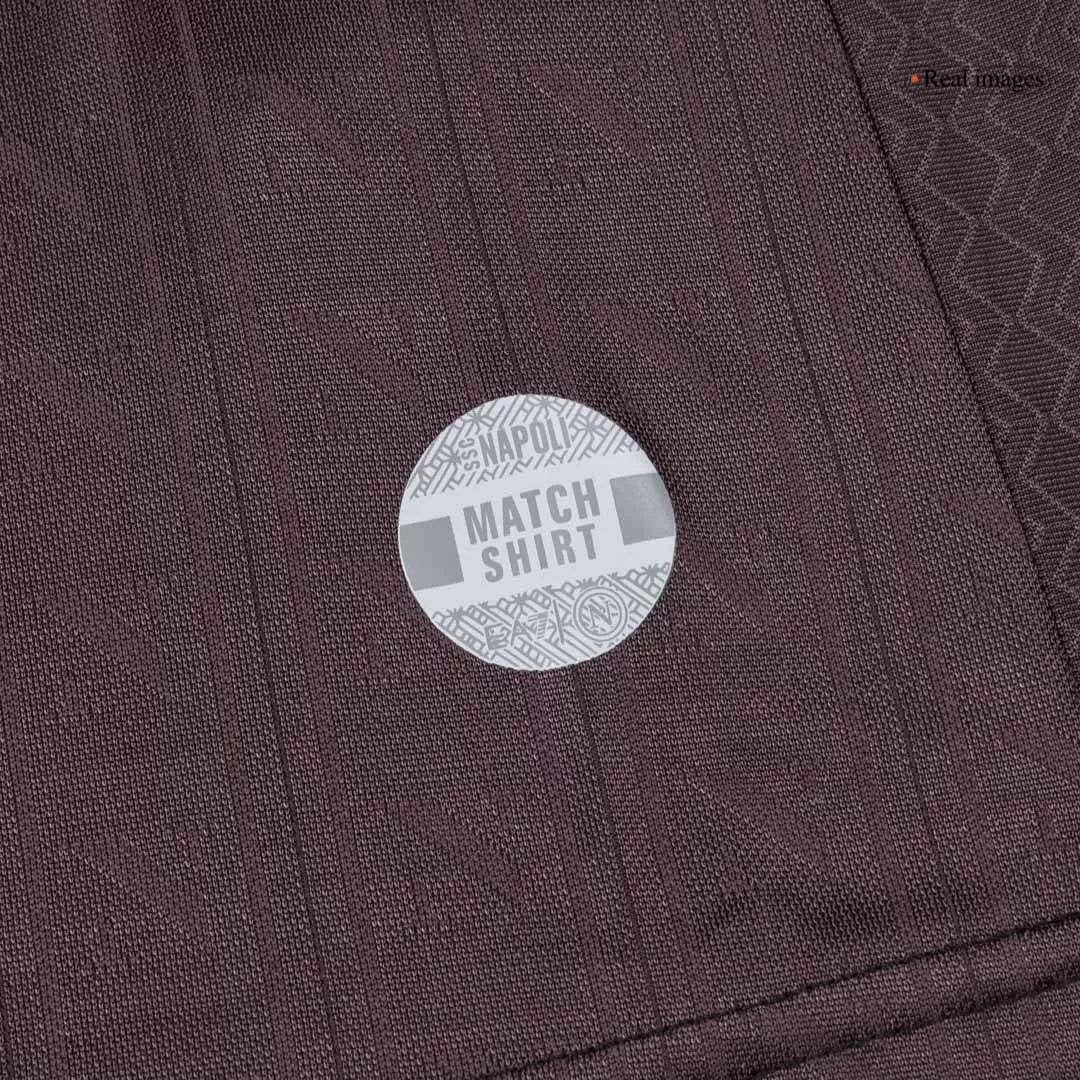 Real images
SSC NAPOLI
MATCH
SHIRT
EA7
N